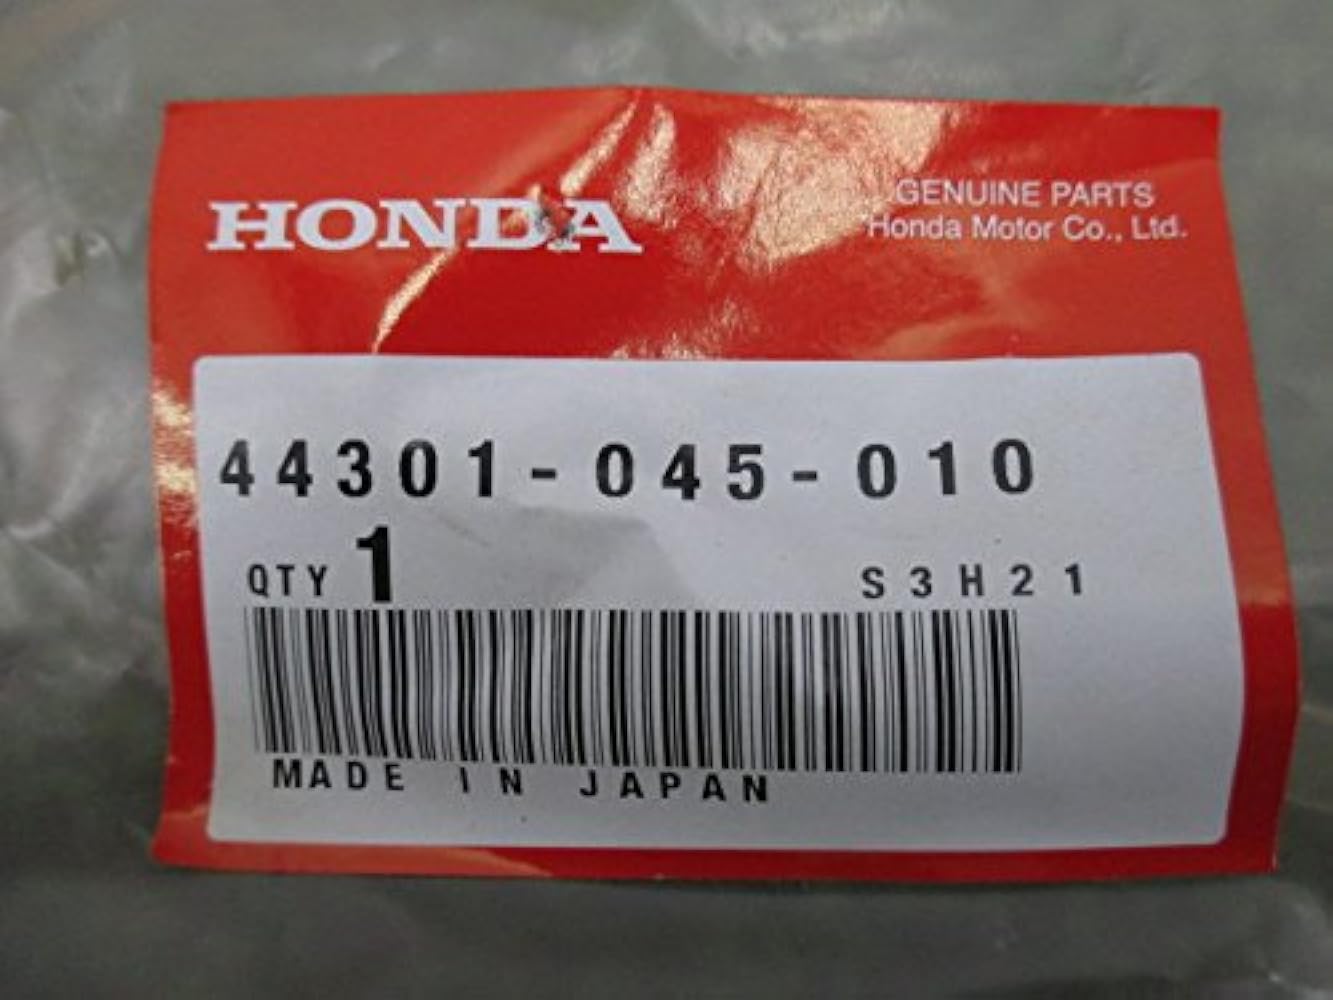 HONDA
GENUINE PARTS
Honda Motor Co., Ltd.
44301-045-010
QTY 1
S3H21
MADE IN JAPAN